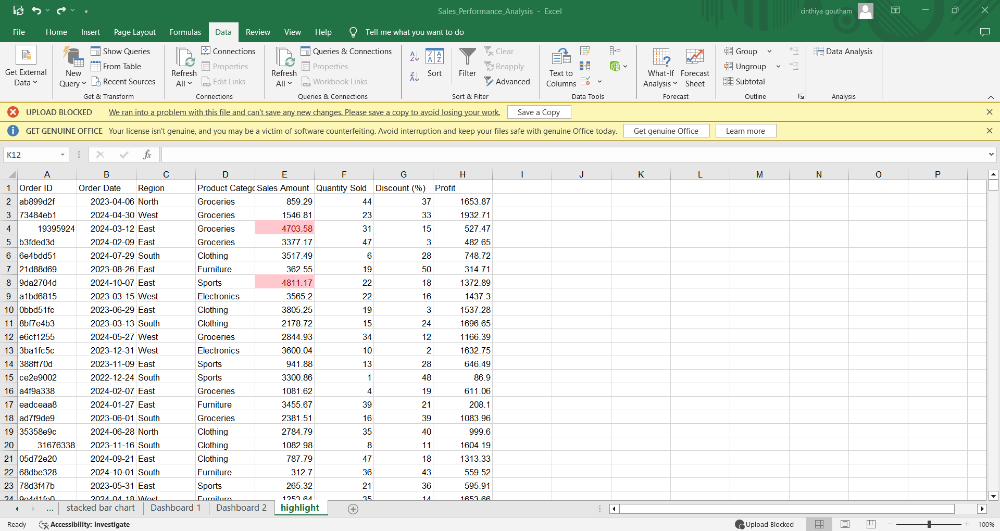 Sales_Performance_Analysis - Excel
cinthiya goutham
File Home Insert Page Layout Formulas Data Review View Help Tell me what you want to do
Get External Data
New Query
Show Queries
From Table
Recent Sources
Get & Transform
Refresh All
Connections
Properties
Edit Links
Connections
Refresh All
Queries & Connections
Properties
Workbook Links
Queries & Connections
Sort
Filter
Clear
Reapply
Advanced
Sort & Filter
Text to Columns
Data Tools
What-If Analysis
Forecast Sheet
Forecast
Group
Ungroup
Subtotal
Outline
Data Analysis
Analysis
UPLOAD BLOCKED We ran into a problem with this file and can't save any new changes. Please save a copy to avoid losing your work. Save a Copy
GET GENUINE OFFICE Your license isn't genuine, and you may be a victim of software counterfeiting. Avoid interruption and keep your files safe with genuine Office today. Get genuine Office Learn more
K12 fx
A B C D E F G H I J K L M N O P
1 Order ID Order Date Region Product Catego Sales Amount Quantity Sold Discount (%) Profit
2 ab899d2f 2023-04-06 North Groceries 859.29 44 37 1653.87
3 73484eb1 2024-04-30 West Groceries 1546.81 23 33 1932.71
4 19395924 2024-03-12 East Groceries 4703.58 31 15 527.47
5 b3fded3d 2024-02-09 East Groceries 3377.17 47 3 482.65
6 6e4bdd51 2024-07-29 South Clothing 3517.49 6 28 748.72
7 21d88d69 2023-08-26 East Furniture 362.55 19 50 314.71
8 9da2704d 2024-10-07 East Sports 4811.17 22 18 1372.89
9 a1bd6815 2023-03-15 West Electronics 3565.2 22 16 1437.3
10 0bbd51fc 2023-06-29 East Clothing 3805.25 19 3 1537.28
11 8bf7e4b3 2023-03-13 South Clothing 2178.72 15 24 1696.65
12 e6cf1255 2024-05-27 West Groceries 2844.93 34 12 1166.39
13 3ba1fc5c 2023-12-31 West Electronics 3600.04 10 2 1632.75
14 388ff70d 2023-11-09 East Sports 941.88 13 28 646.49
15 ce2e9002 2022-12-24 South Sports 3300.86 1 48 86.9
16 a4f9a338 2024-02-07 East Groceries 1081.62 4 19 611.06
17 eadceaa8 2024-01-27 East Furniture 3455.67 39 21 208.1
18 ad7f9de9 2023-06-01 South Groceries 2381.51 16 39 1083.96
19 35358e9c 2024-06-28 North Clothing 2784.79 35 40 999.6
20 31676338 2023-11-16 South Clothing 1082.98 8 11 1604.19
21 05d72e20 2024-09-21 East Clothing 787.79 47 18 1313.33
22 68dbe328 2024-10-01 South Furniture 312.7 36 43 559.52
23 78d3f47b 2023-05-31 East Sports 265.32 21 36 595.91
24 9e4d1fe0 2024-04-18 West Furniture 1253.64 35 14 1653.66
... stacked bar chart Dashboard 1 Dashboard 2 highlight
Ready Accessibility: Investigate Upload Blocked 100%